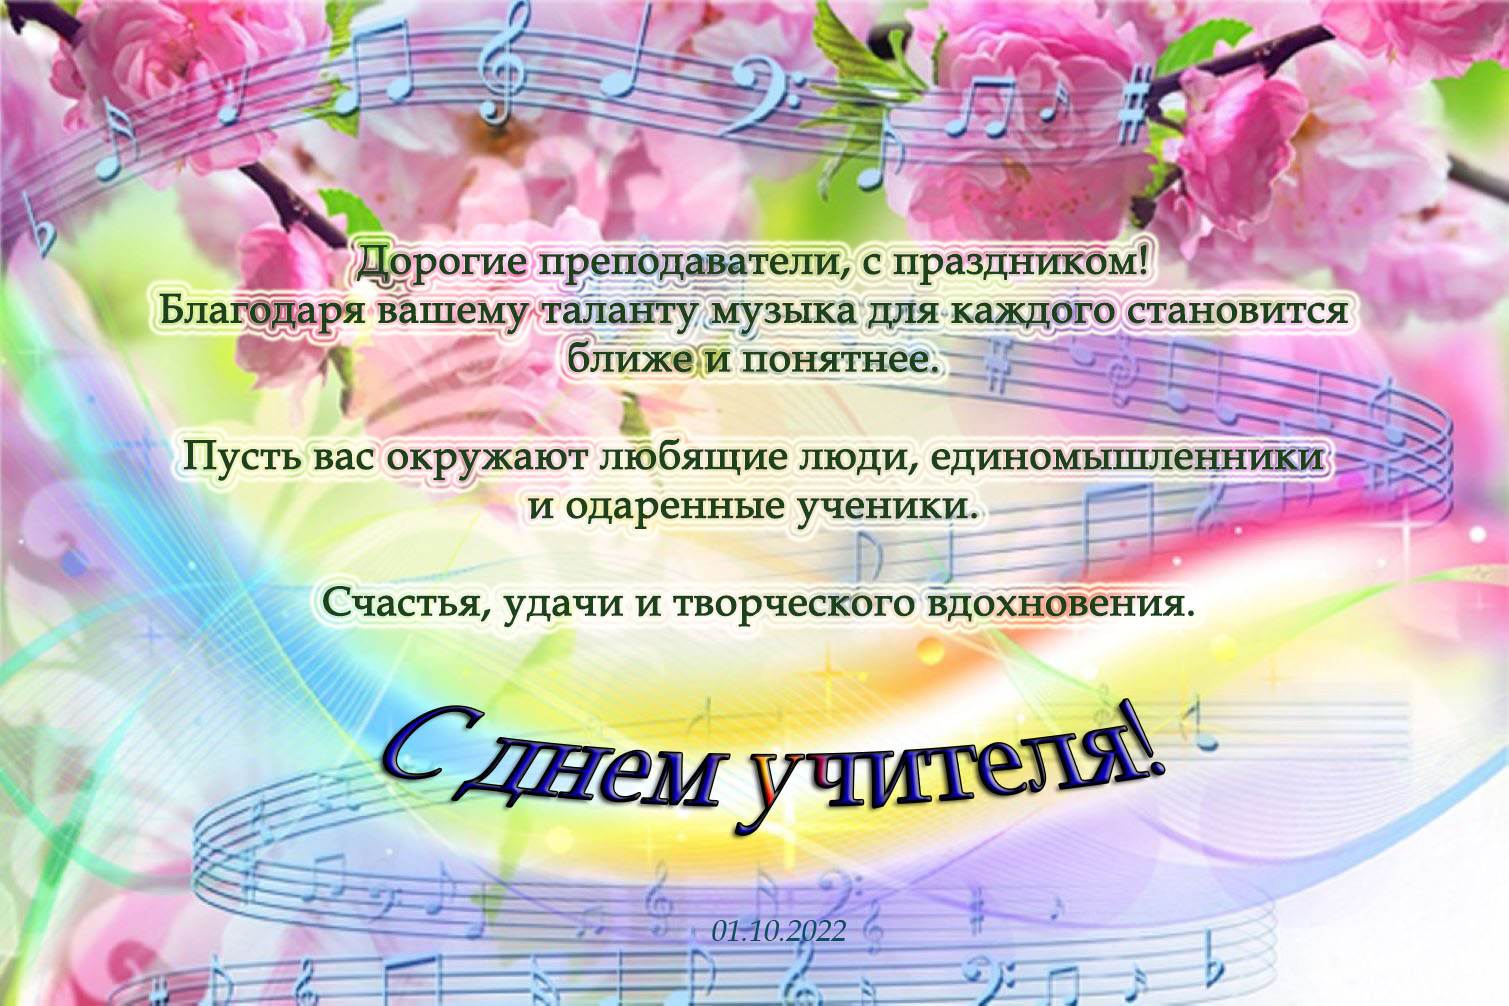 Дорогие преподаватели, с праздником!
Благодаря вашему таланту музыка для каждого становится
ближе и понятнее.
Пусть вас окружают любящие люди, единомышленники
и одаренные ученики.
Счастья, удачи и творческого вдохновения.
С днем учителя!
01.10.2022